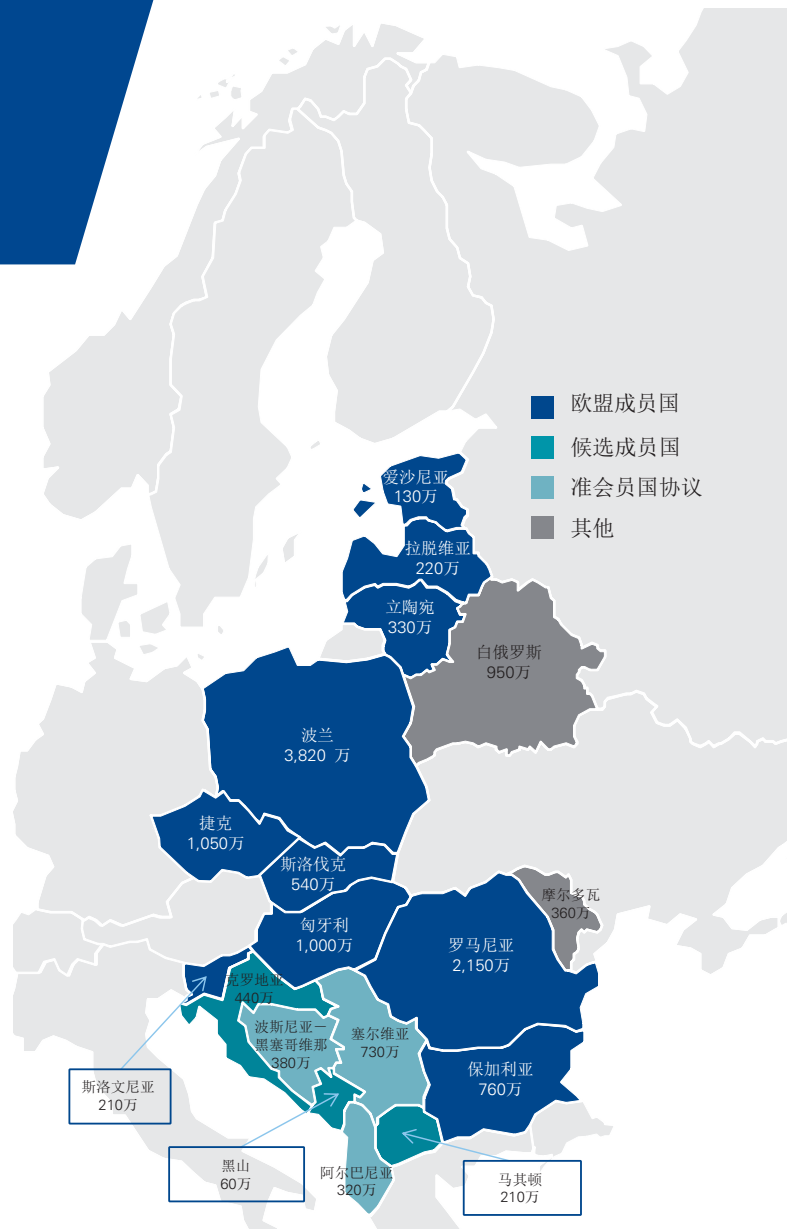 欧盟成员国
候选成员国
准会员国协议
其他
爱沙尼亚
130万
拉脱维亚
220万
立陶宛
330万
白俄罗斯
950万
波兰
3,820 万
捷克
1,050万
斯洛伐克
540万
摩尔多瓦
360万
匈牙利
1,000万
罗马尼亚
2,150万
克罗地亚
440万
波斯尼亚－
黑塞哥维那
380万
塞尔维亚
730万
保加利亚
760万
斯洛文尼亚
210万
黑山
60万
阿尔巴尼亚
320万
马其顿
210万